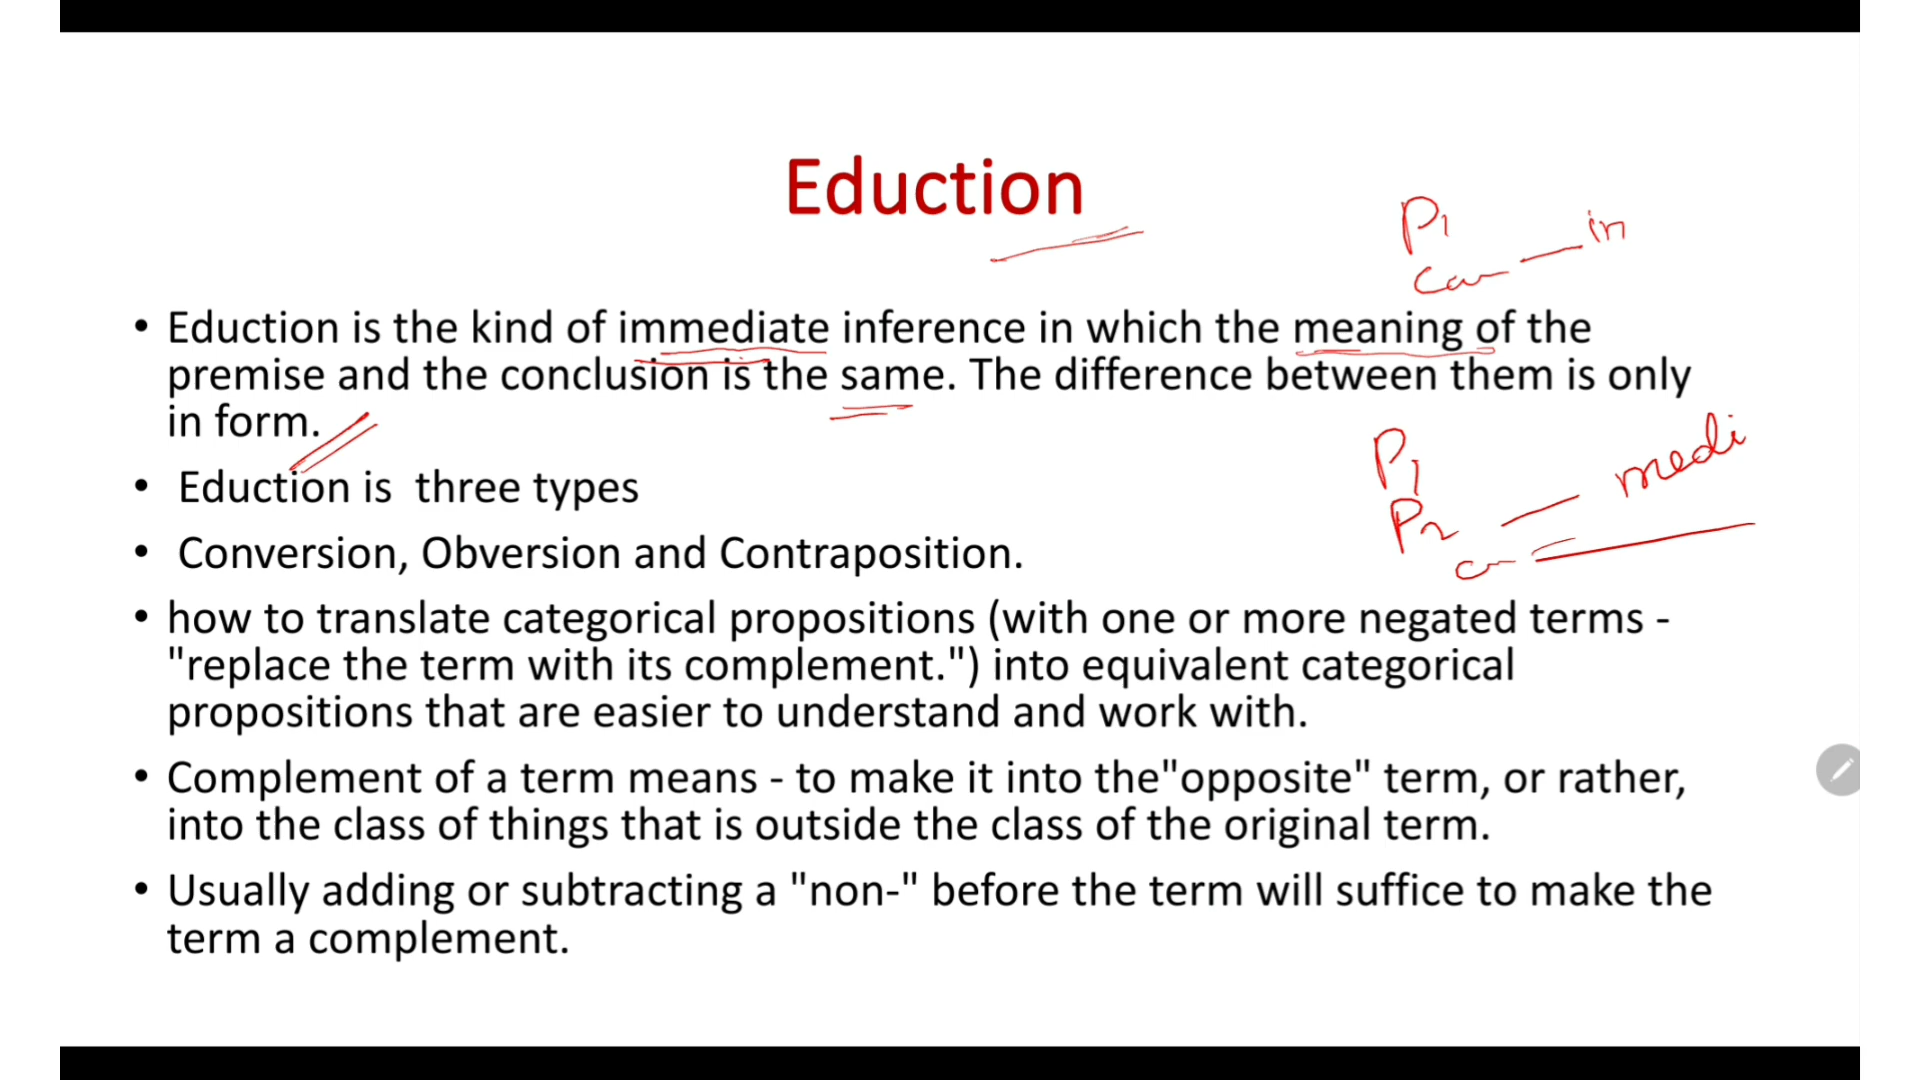 Eduction
P1
Con in
• Eduction is the kind of immediate inference in which the meaning of the
premise and the conclusion is the same. The difference between them is only
in form.
P1 medi
• Eduction is three types
P2
• Conversion, Obversion and Contraposition.
• how to translate categorical propositions (with one or more negated terms -
"replace the term with its complement.") into equivalent categorical
propositions that are easier to understand and work with.
• Complement of a term means - to make it into the"opposite" term, or rather,
into the class of things that is outside the class of the original term.
• Usually adding or subtracting a "non-" before the term will suffice to make the
term a complement.